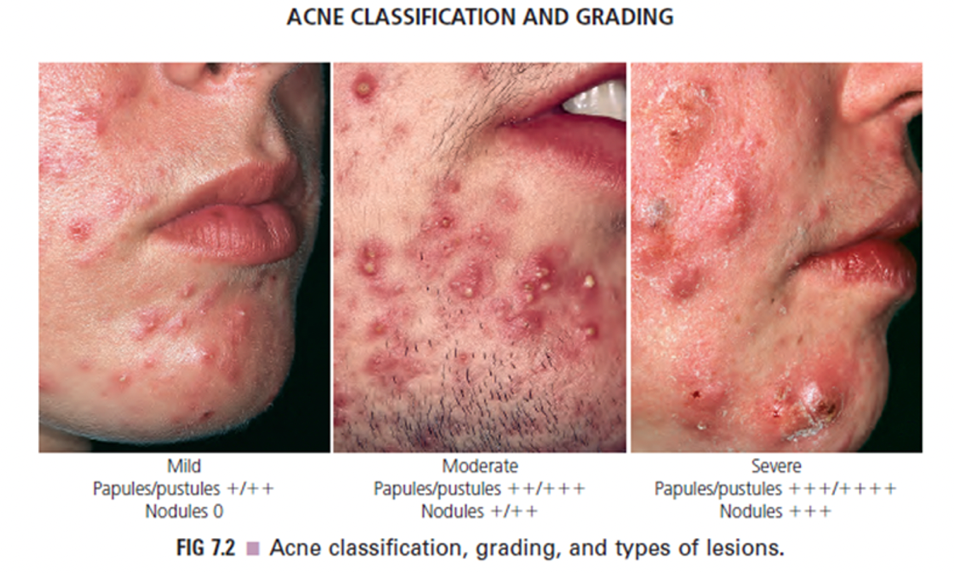 ACNE CLASSIFICATION AND GRADING
Mild
Papules/pustules +/++
Nodules 0
Moderate
Papules/pustules ++/+++
Nodules +/++
Severe
Papules/pustules +++/++++
Nodules +++
FIG 7.2 ■ Acne classification, grading, and types of lesions.